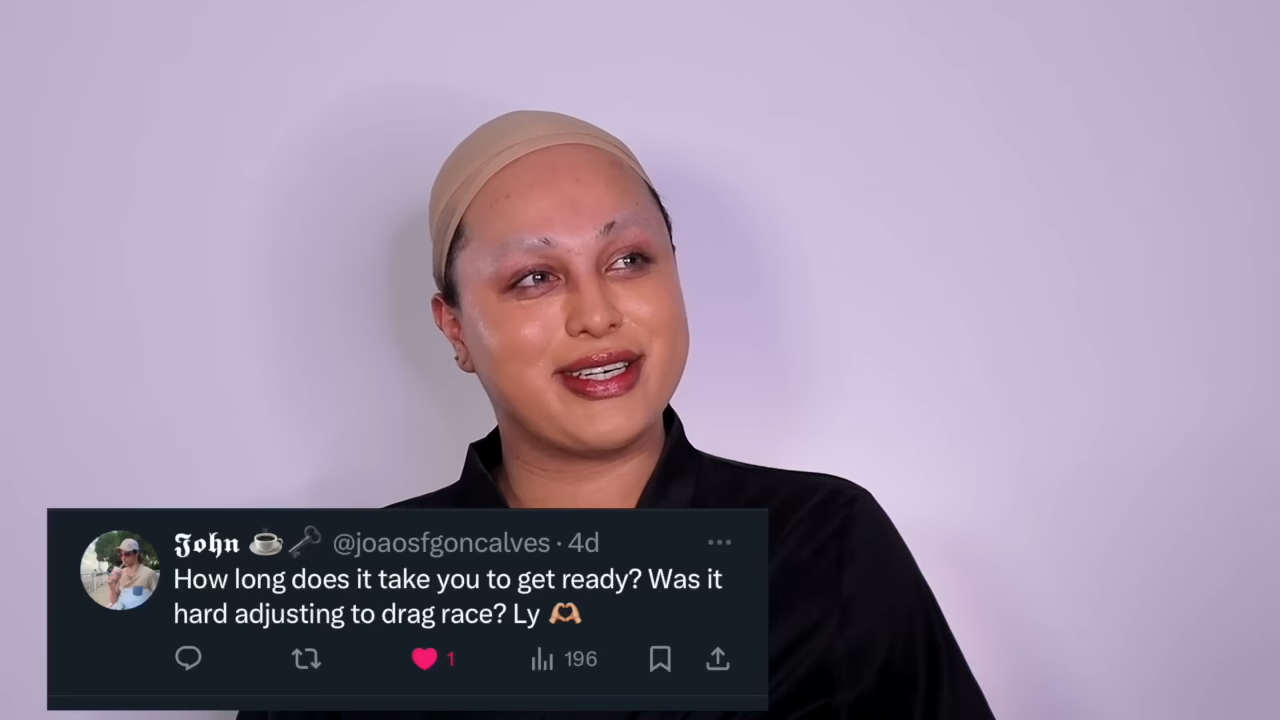 John ☕🗝️ @joaosfgoncalves · 4d
How long does it take you to get ready? Was it
hard adjusting to drag race? Ly 🫶🏼
1 196